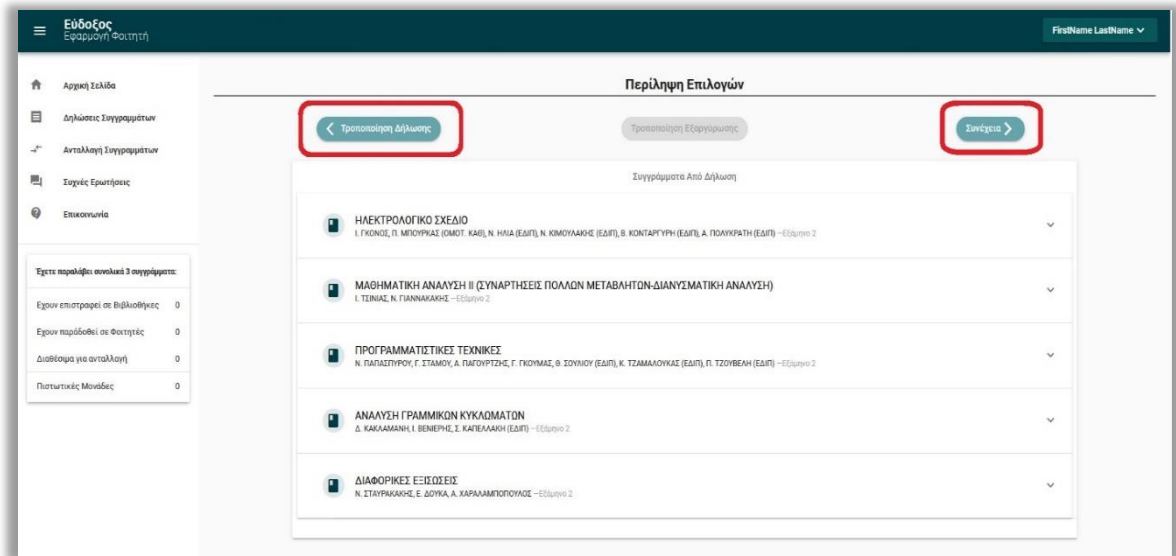 Εύδοξος
Εφαρμογή Φοιτητή
FirstName LastName
Αρχική Σελίδα
Δηλώσεις Συγγραμμάτων
Ανταλλαγή Συγγραμμάτων
Συχνές Ερωτήσεις
Επικοινωνία
Έχετε παραλάβει συνολικά 3 συγγράμματα:
Εχουν επιστραφεί σε Βιβλιοθήκες 0
Εχουν παράδοθεί σε Φοιτητές 0
Διαθέσιμα για ανταλλαγή 0
Πιστωτικές Μονάδες 0
Περίληψη Επιλογών
Τροποποίηση Δήλωσης
Τροποποίηση Εξαργύρωσης
Συνέχεια
Συγγράμματα Από Δήλωση
ΗΛΕΚΤΡΟΛΟΓΙΚΟ ΣΧΕΔΙΟ
Ι. ΓΚΟΝΟΣ, Π. ΜΠΟΥΡΚΑΣ (ΟΜΟΤ. ΚΑΘ), Ν. ΗΛΙΑ (ΕΔΙΠ), Ν. ΚΙΜΟΥΛΑΚΗΣ (ΕΔΙΠ), Β. ΚΟΝΤΑΡΓΥΡΗ (ΕΔΙΠ), Α. ΠΟΛΥΚΡΑΤΗ (ΕΔΙΠ) –Εξάμηνο 2
ΜΑΘΗΜΑΤΙΚΗ ΑΝΑΛΥΣΗ ΙΙ (ΣΥΝΑΡΤΗΣΕΙΣ ΠΟΛΛΩΝ ΜΕΤΑΒΛΗΤΩΝ-ΔΙΑΝΥΣΜΑΤΙΚΗ ΑΝΑΛΥΣΗ)
Ι. ΤΣΙΝΙΑΣ, Ν. ΓΙΑΝΝΑΚΑΚΗΣ –Εξάμηνο 2
ΠΡΟΓΡΑΜΜΑΤΙΣΤΙΚΕΣ ΤΕΧΝΙΚΕΣ
Ν. ΠΑΠΑΣΠΥΡΟΥ, Γ. ΣΤΑΜΟΥ, Α. ΠΑΓΟΥΡΤΖΗΣ, Γ. ΓΚΟΥΜΑΣ, Θ. ΣΟΥΛΙΟΥ (ΕΔΙΠ), Κ. ΤΖΑΜΑΛΟΥΚΑΣ (ΕΔΙΠ), Π. ΤΖΟΥΒΕΛΗ (ΕΔΙΠ) –Εξάμηνο 2
ΑΝΑΛΥΣΗ ΓΡΑΜΜΙΚΩΝ ΚΥΚΛΩΜΑΤΩΝ
Δ. ΚΑΚΛΑΜΑΝΗ, Ι. ΒΕΝΙΕΡΗΣ, Σ. ΚΑΠΕΛΛΑΚΗ (ΕΔΙΠ) –Εξάμηνο 2
ΔΙΑΦΟΡΙΚΕΣ ΕΞΙΣΩΣΕΙΣ
Ν. ΣΤΑΥΡΑΚΑΚΗΣ, Ε. ΔΟΥΚΑ, Α. ΧΑΡΑΛΑΜΠΟΠΟΥΛΟΣ –Εξάμηνο 2